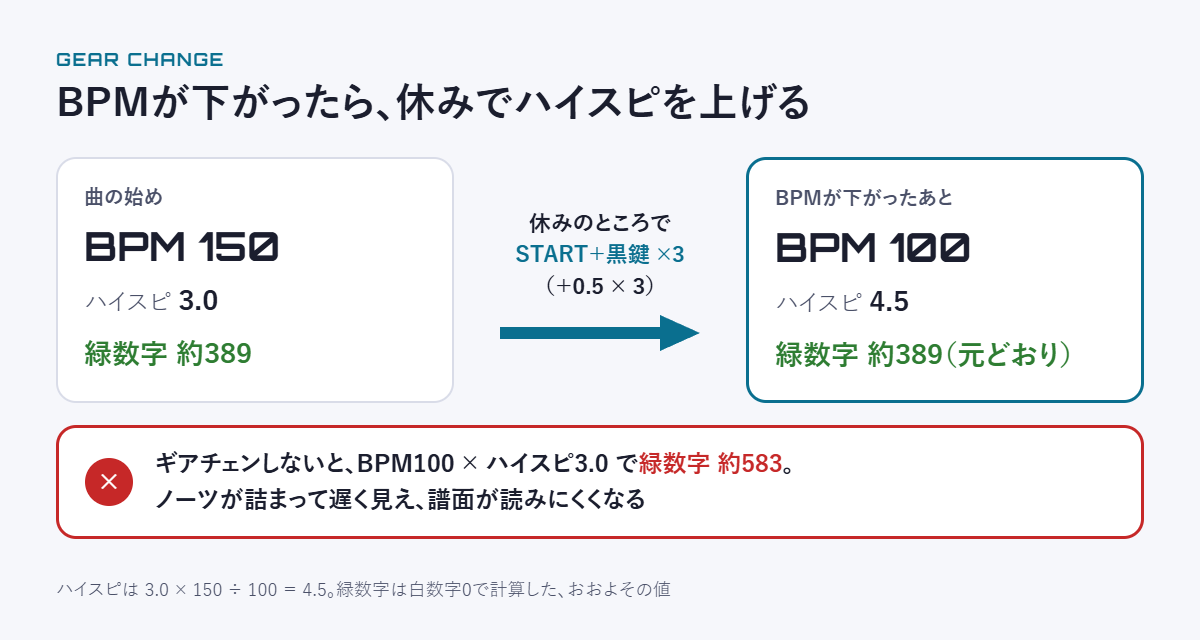 GEAR CHANGE
BPMが下がったら、休みでハイスピを上げる
曲の始め
BPM 150
ハイスピ 3.0
緑数字 約389
休みのところで
START+黒鍵 ×3
（+0.5 × 3）
BPMが下がったあと
BPM 100
ハイスピ 4.5
緑数字 約389（元どおり）
×
ギアチェンしないと、BPM100 × ハイスピ3.0 で緑数字 約583。
ノーツが詰まって遅く見え、譜面が読みにくくなる
ハイスピは 3.0 × 150 ÷ 100 = 4.5。緑数字は白数字0で計算した、おおよその値